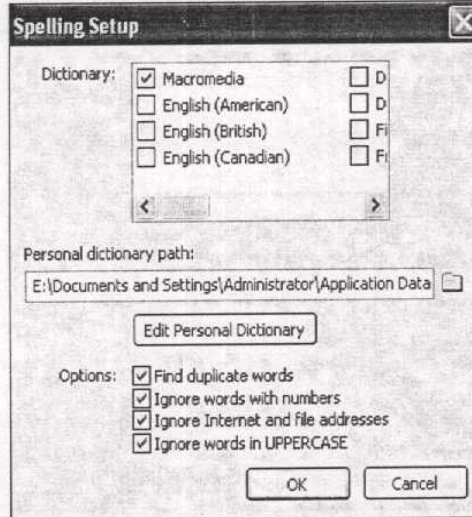 Spelling Setup
Dictionary: Macromedia D
English (American) D
English (British) Fi
English (Canadian)
Personal dictionary path:
E:\Documents and Settings\Administrator\Application Data
Edit Personal Dictionary
Options: Find duplicate words
Ignore words with numbers
Ignore Internet and file addresses
Ignore words in UPPERCASE
OK Cancel